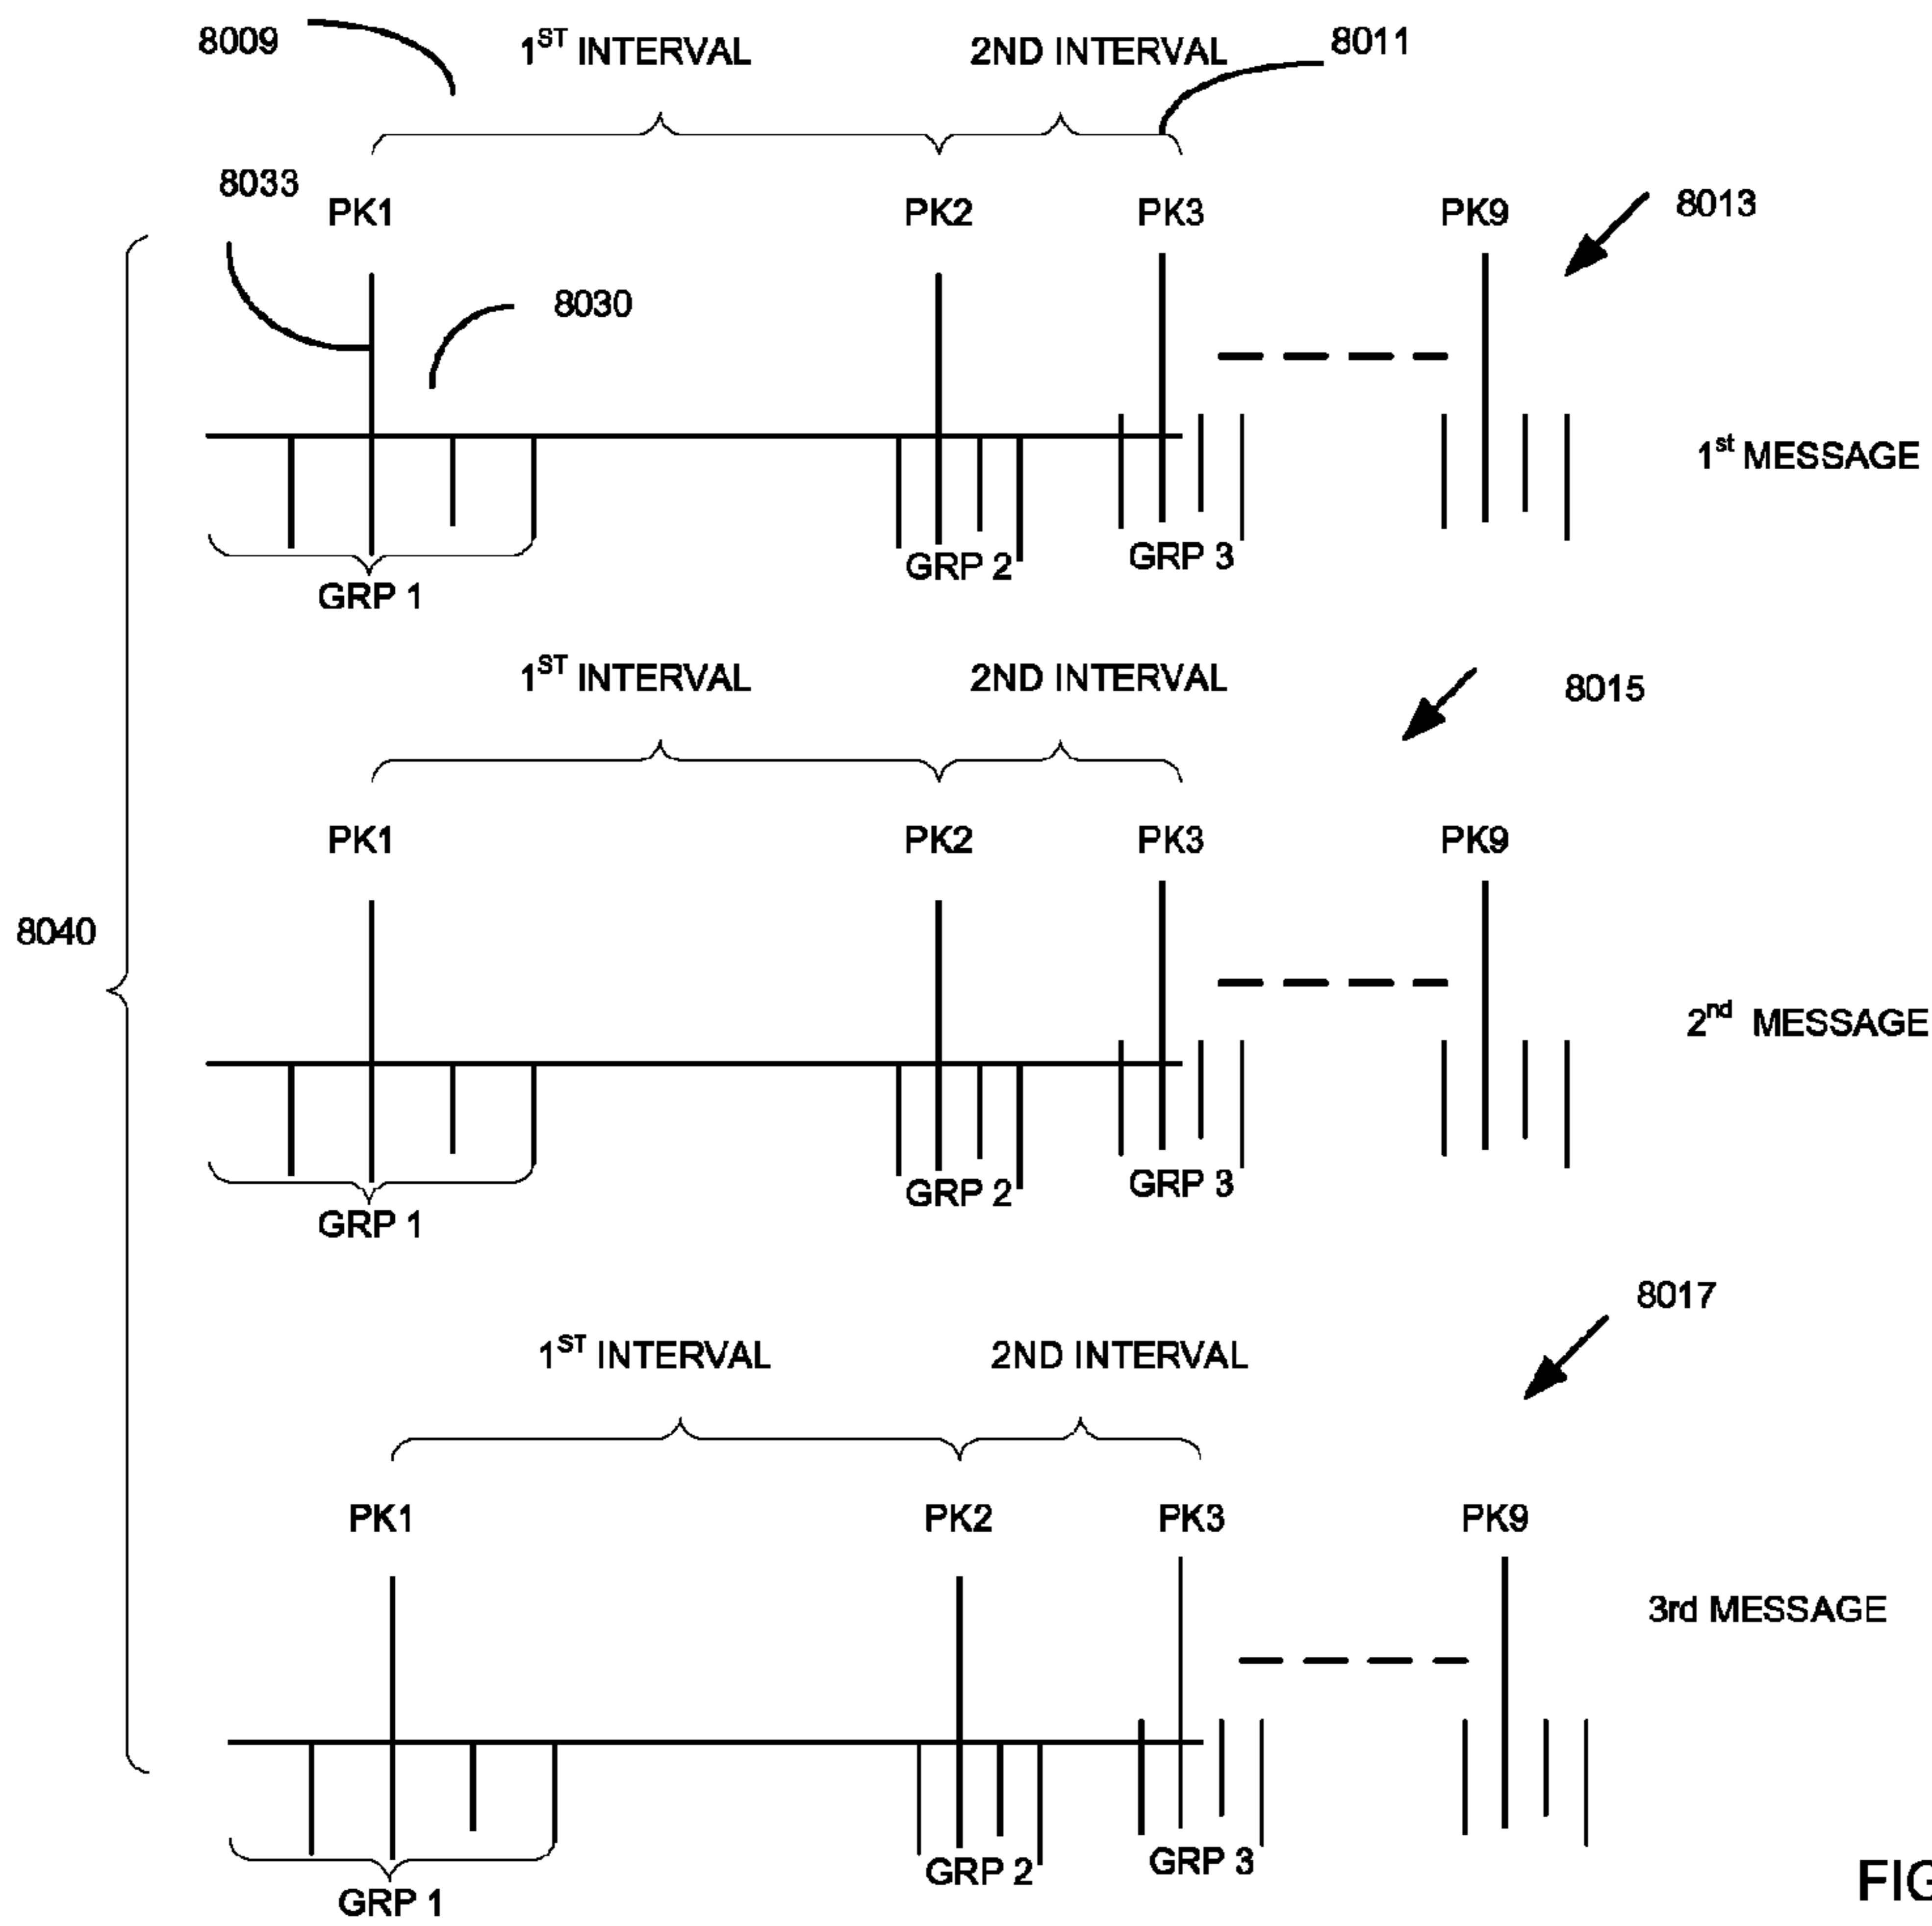 8009
1ST INTERVAL
2ND INTERVAL
8011
8033
PK1
PK2
PK3
PK9
8013
8030
1st MESSAGE
GRP 1
GRP 2
GRP 3
1ST INTERVAL
2ND INTERVAL
8015
PK1
PK2
PK3
PK9
8040
2nd MESSAGE
GRP 1
GRP 2
GRP 3
8017
1ST INTERVAL
2ND INTERVAL
PK1
PK2
PK3
PK9
3rd MESSAGE
GRP 1
GRP 2
GRP 3
FIG